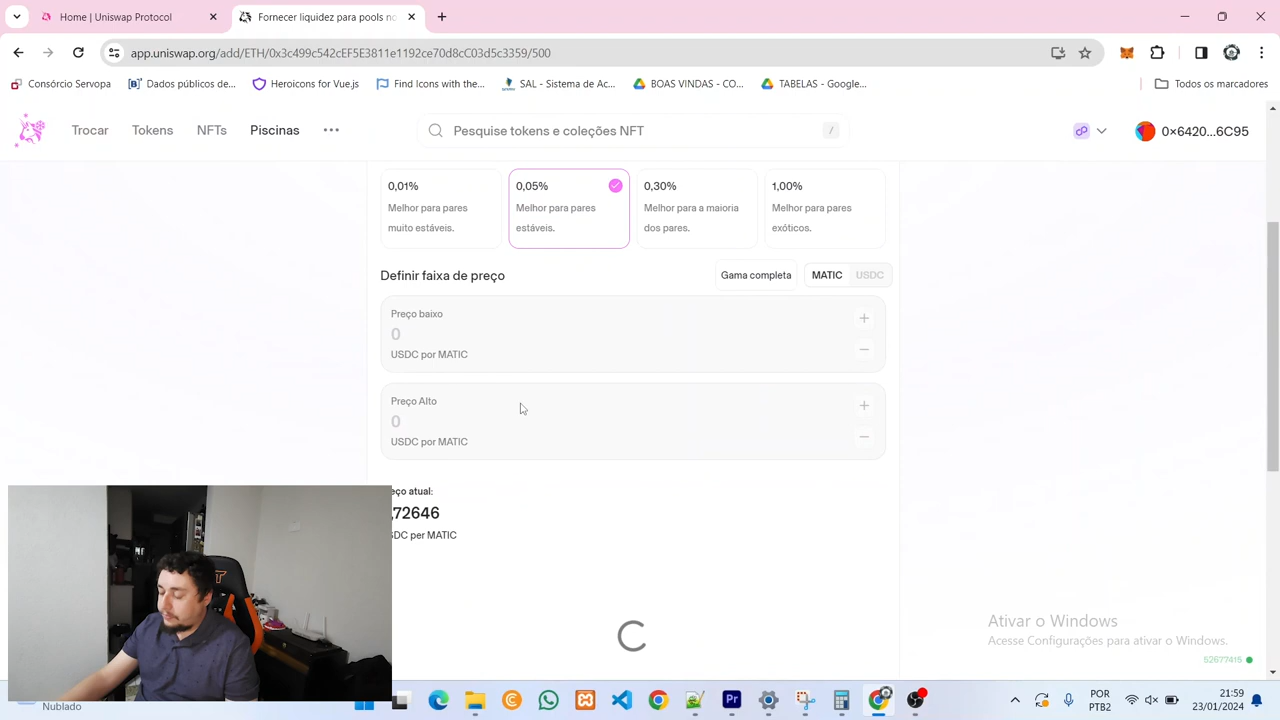 Home | Uniswap Protocol
Fornecer liquidez para pools no
app.uniswap.org/add/ETH/0x3c499c542cEF5E3811e1192ce70d8cC03d5c3359/500
Consórcio Servopa
Dados públicos de...
Heroicons for Vue.js
Find Icons with the...
SAL - Sistema de Ac...
BOAS VINDAS - CO...
TABELAS - Google...
Todos os marcadores
Trocar
Tokens
NFTs
Piscinas
Pesquise tokens e coleções NFT
/
0x6420...6C95
0,01%
Melhor para pares
muito estáveis.
0,05%
Melhor para pares
estáveis.
0,30%
Melhor para a maioria
dos pares.
1,00%
Melhor para pares
exóticos.
Definir faixa de preço
Gama completa
MATIC
USDC
Preço baixo
0
USDC por MATIC
Preço Alto
0
USDC por MATIC
eço atual:
,72646
SDC per MATIC
Ativar o Windows
Acesse Configurações para ativar o Windows.
52677415
Nublado
POR
PTB2
21:59
23/01/2024